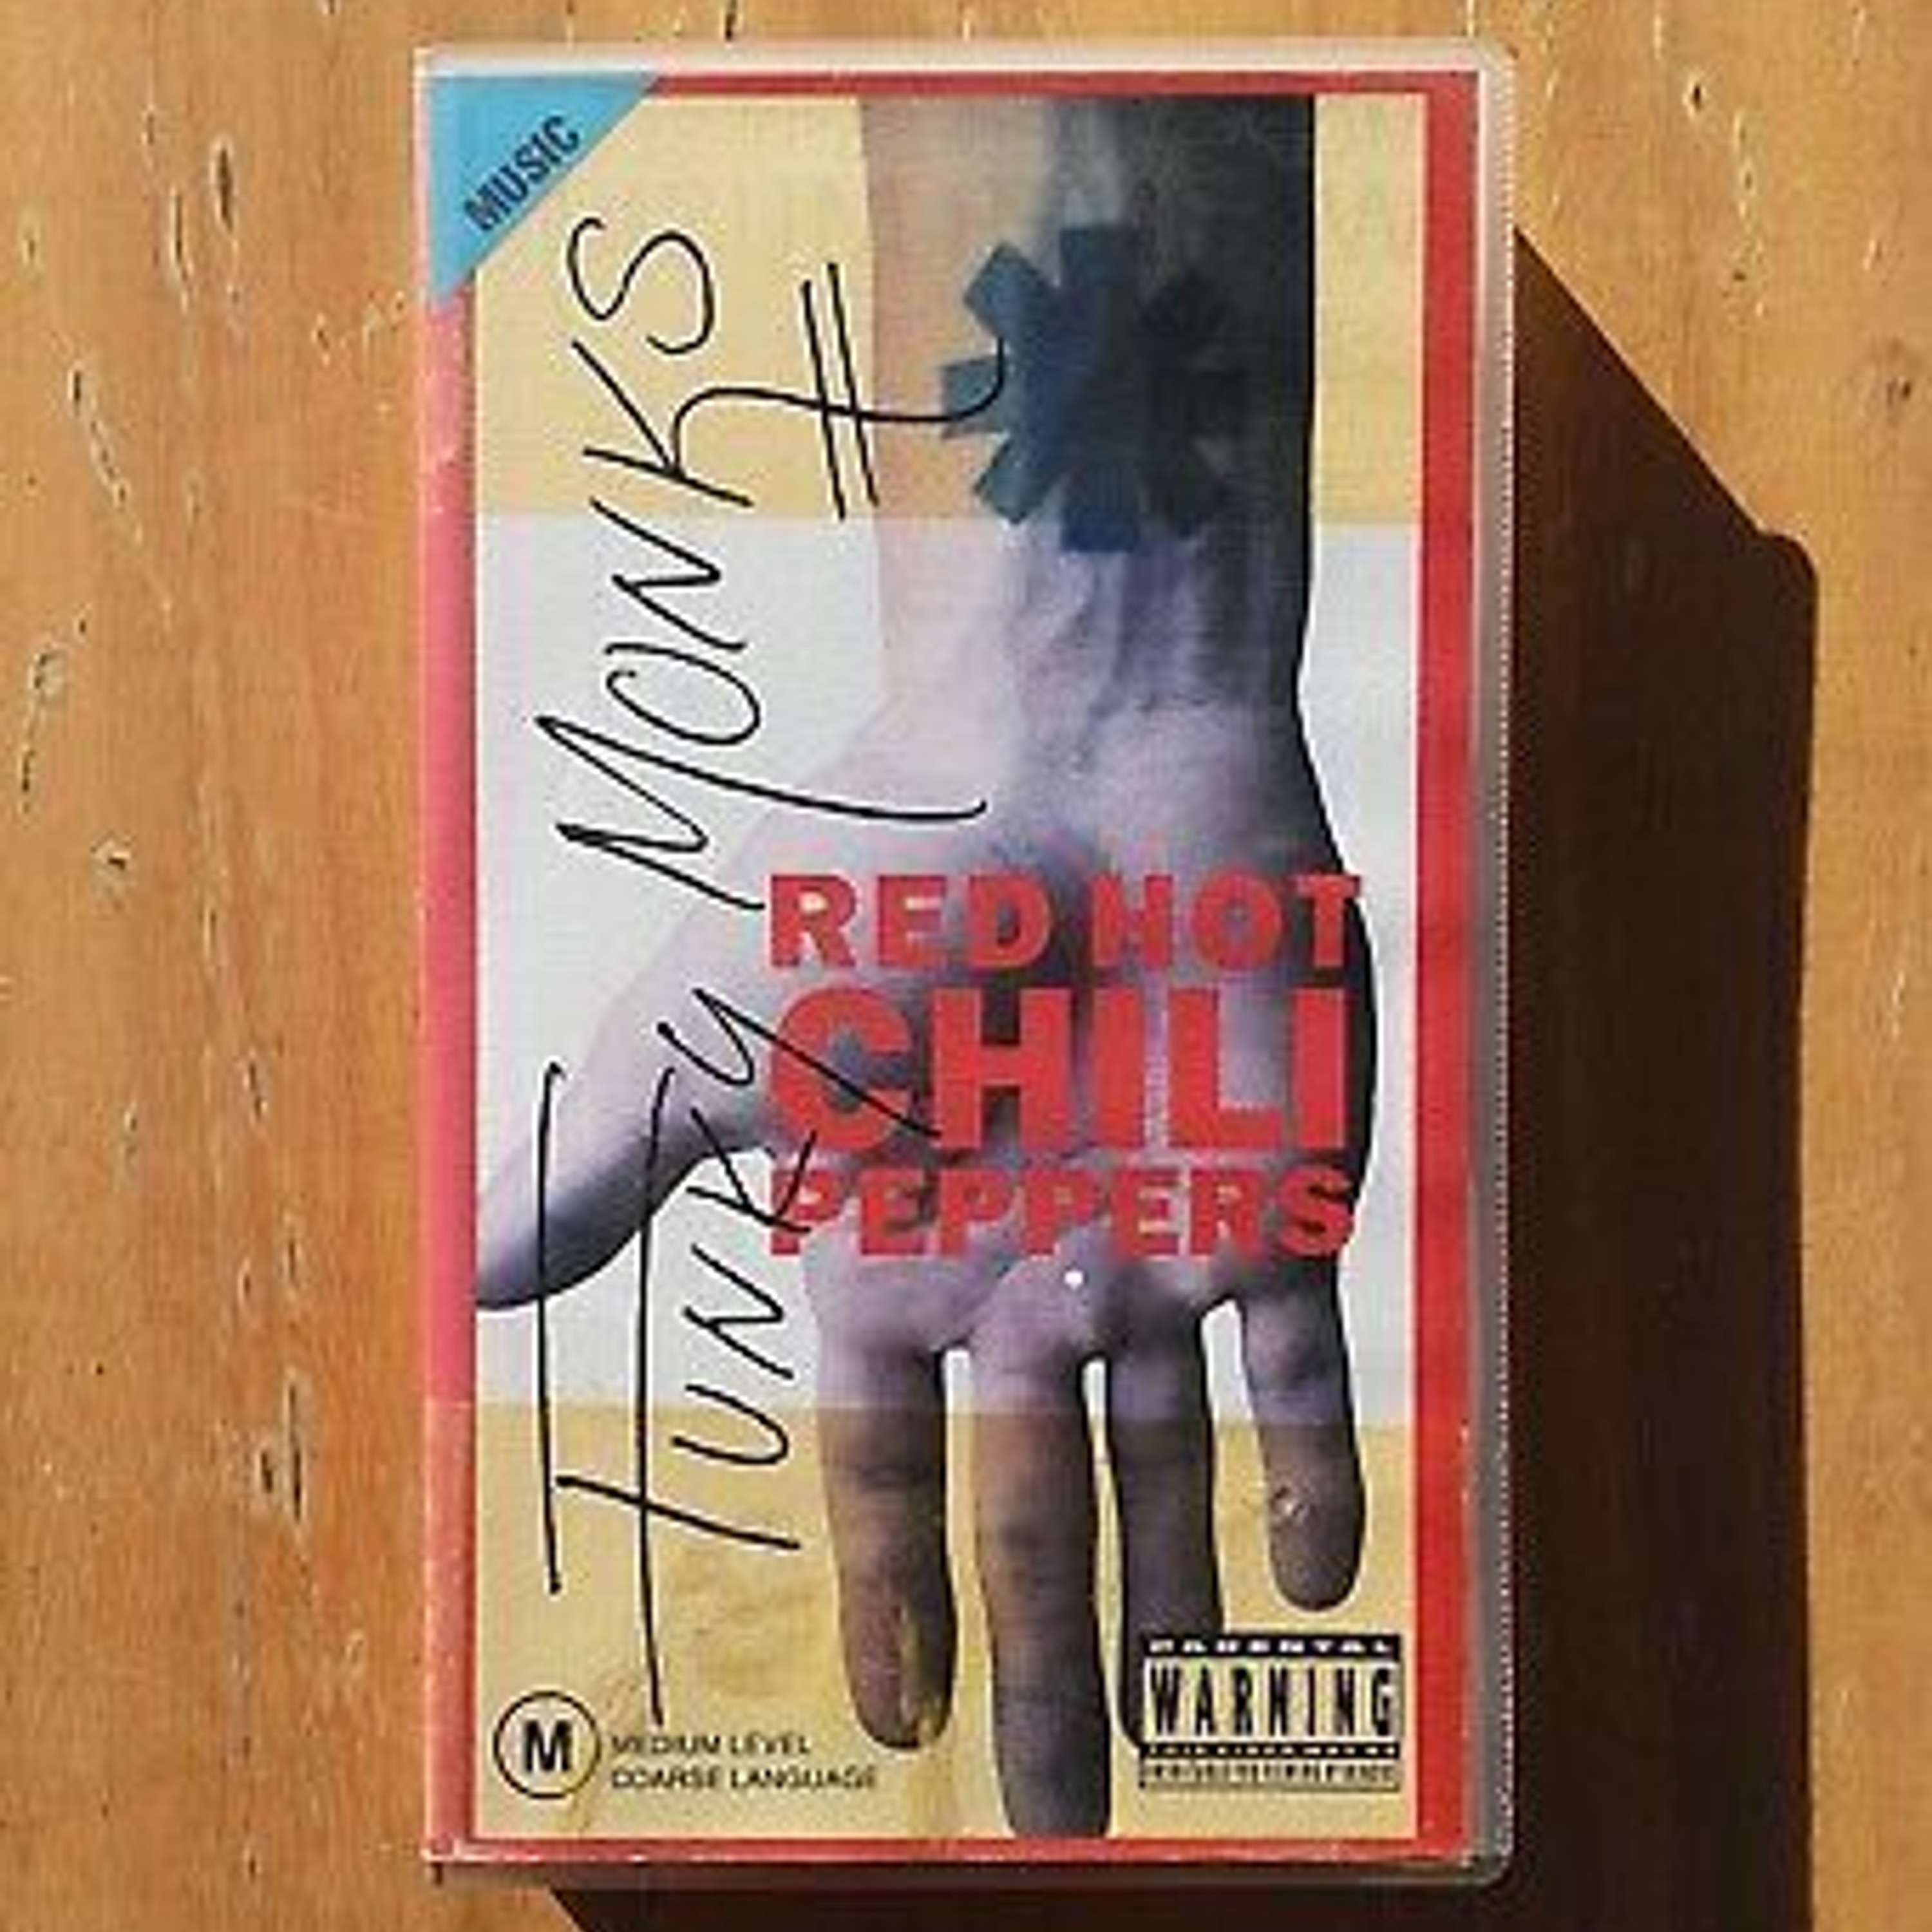 MUSIC
FUNKY MONKS
RED HOT
CHILI
PEPPERS
M
MEDIUM LEVEL
COARSE LANGUAGE
PARENTAL
WARNING